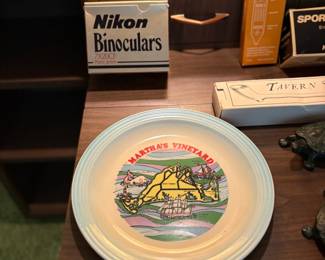 Nikon
Binoculars
SPOR
TAVERN
MARTHA'S VINEYARD